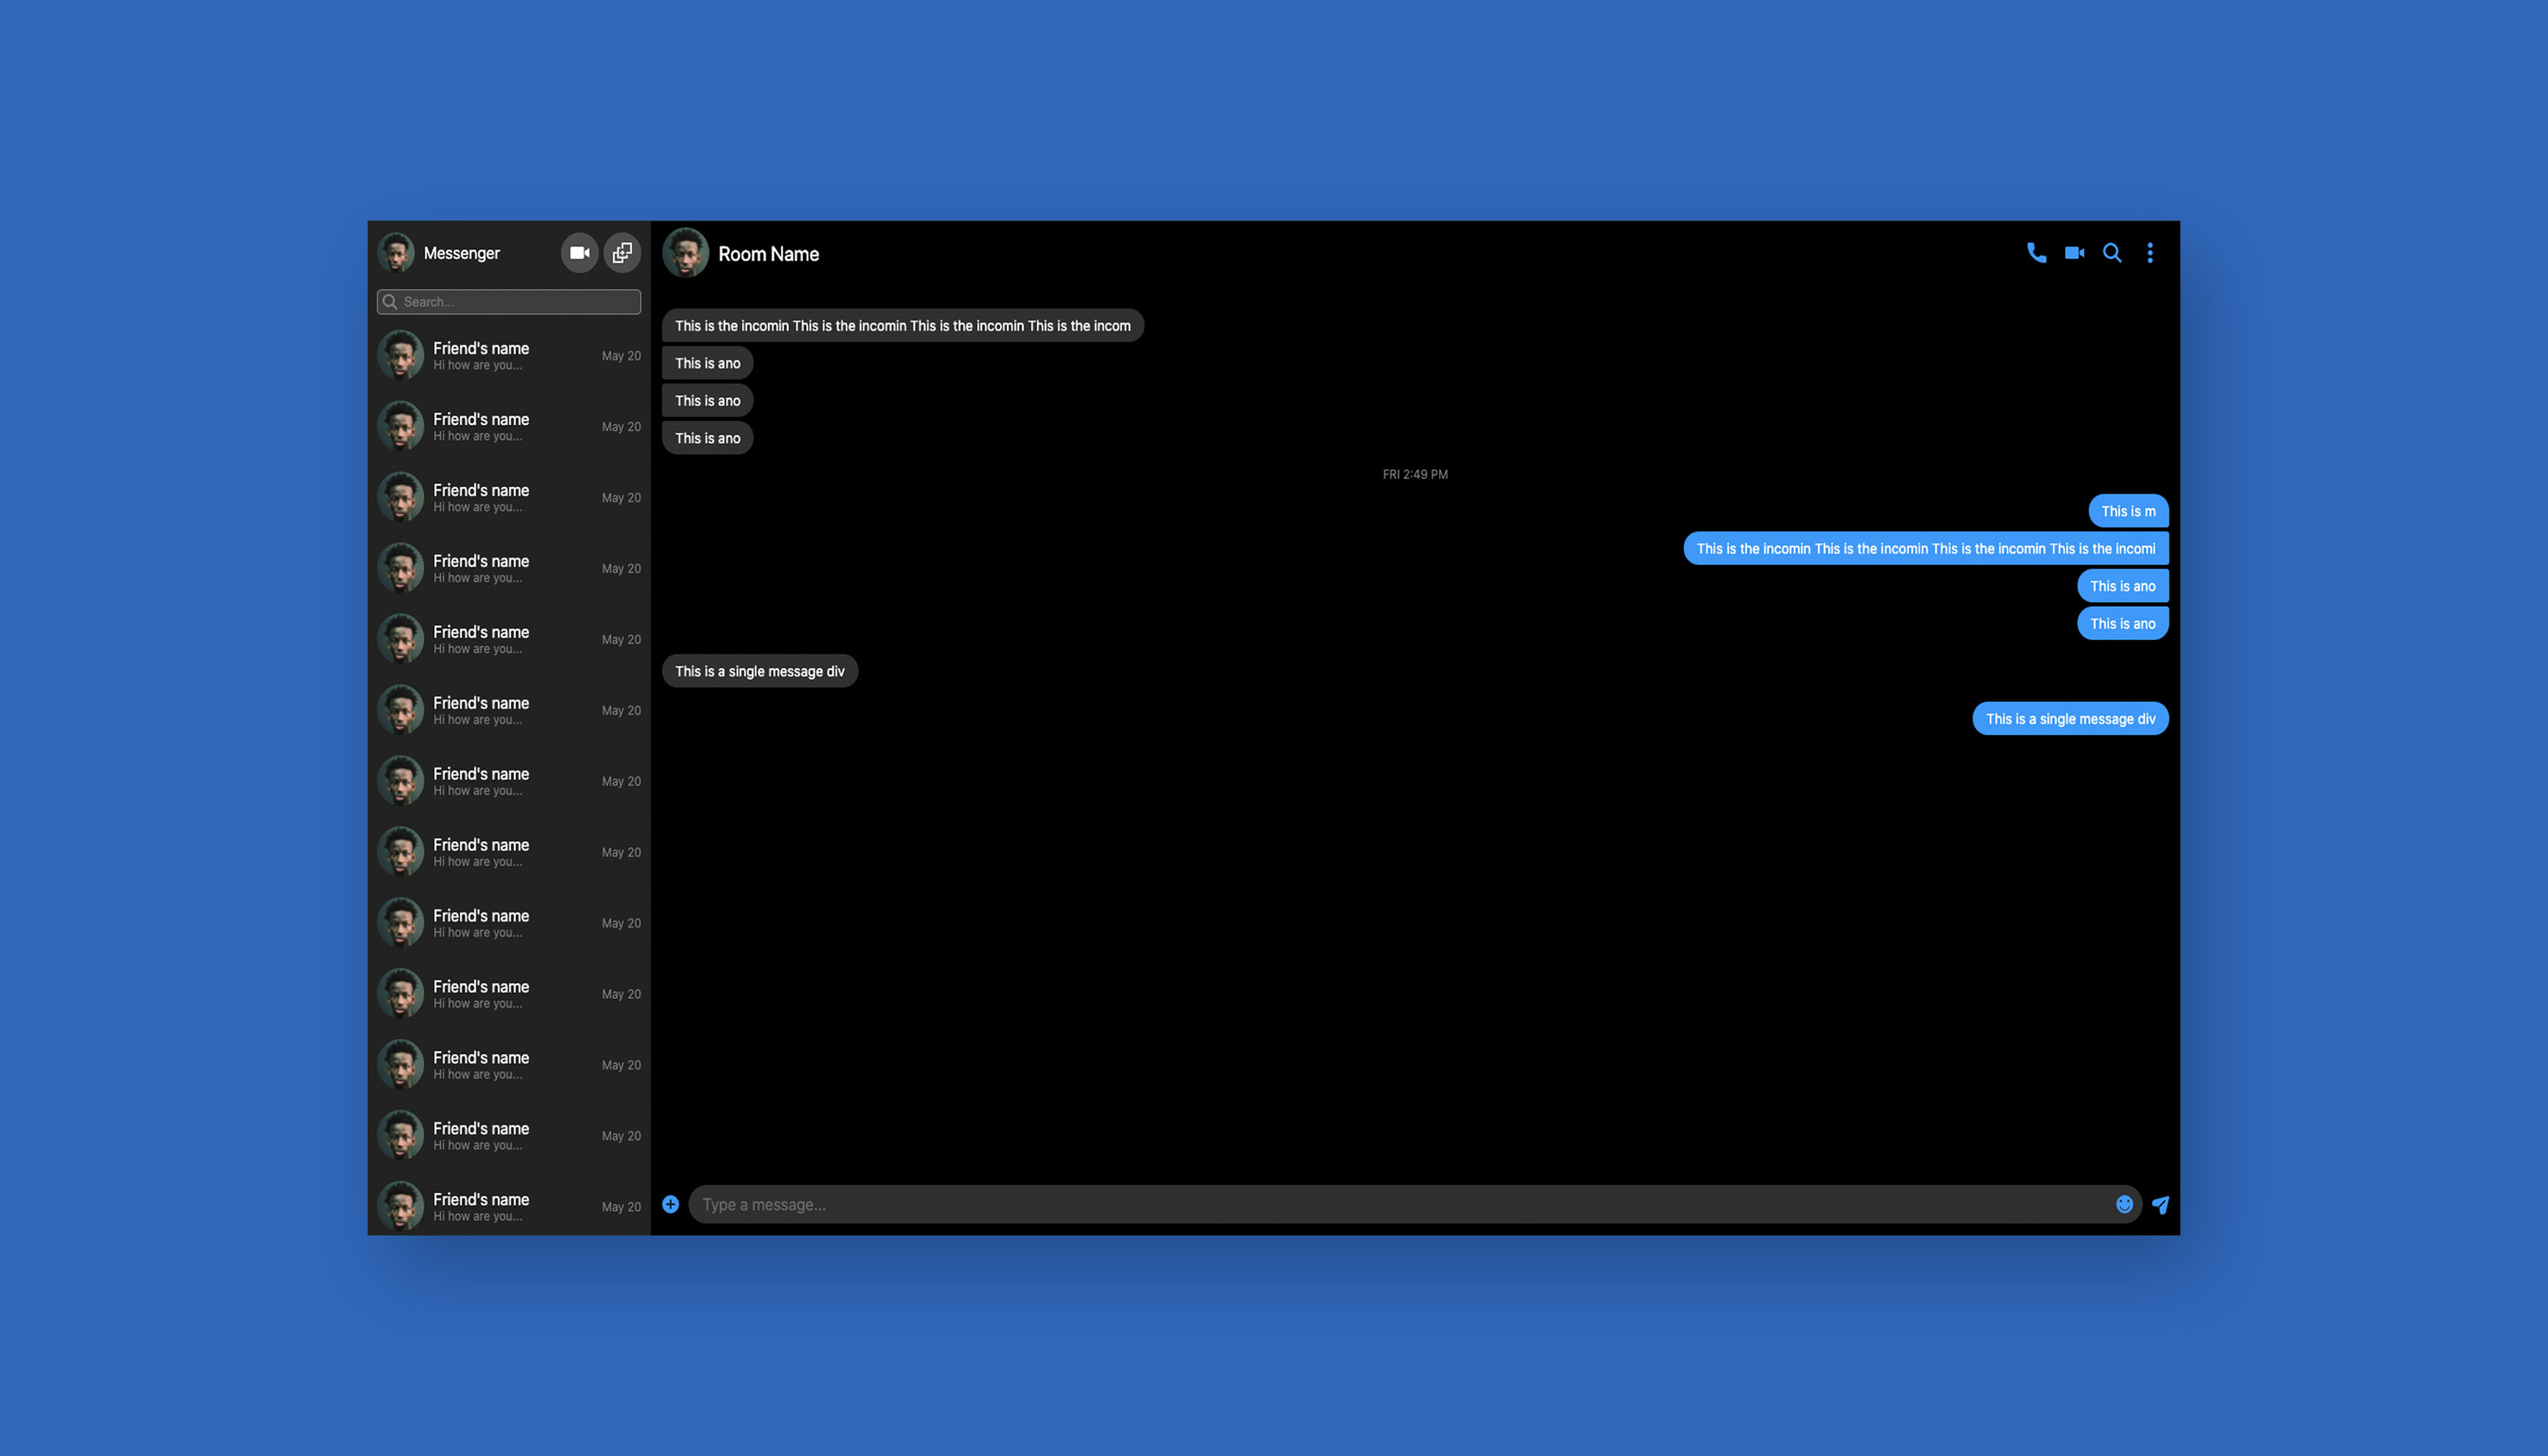 Messenger
Search...
Friend's name
Hi how are you...
May 20
Friend's name
Hi how are you...
May 20
Friend's name
Hi how are you...
May 20
Friend's name
Hi how are you...
May 20
Friend's name
Hi how are you...
May 20
Friend's name
Hi how are you...
May 20
Friend's name
Hi how are you...
May 20
Friend's name
Hi how are you...
May 20
Friend's name
Hi how are you...
May 20
Friend's name
Hi how are you...
May 20
Friend's name
Hi how are you...
May 20
Friend's name
Hi how are you...
May 20
Friend's name
Hi how are you...
May 20
Room Name
This is the incomin This is the incomin This is the incomin This is the incom
This is ano
This is ano
This is ano
FRI 2:49 PM
This is m
This is the incomin This is the incomin This is the incomin This is the incomi
This is ano
This is ano
This is a single message div
This is a single message div
Type a message...